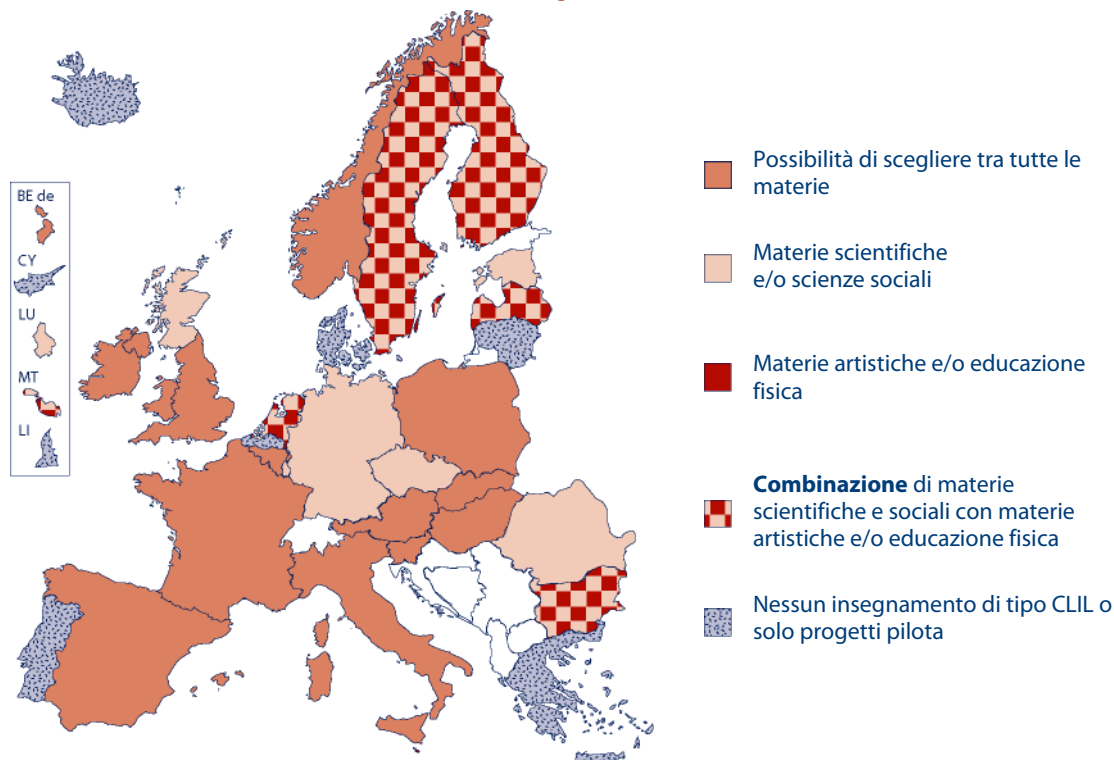 BE de
CY
LU
MT
LI
Possibilità di scegliere tra tutte le
materie
Materie scientifiche
e/o scienze sociali
Materie artistiche e/o educazione
fisica
Combinazione di materie
scientifiche e sociali con materie
artistiche e/o educazione fisica
Nessun insegnamento di tipo CLIL o
solo progetti pilota